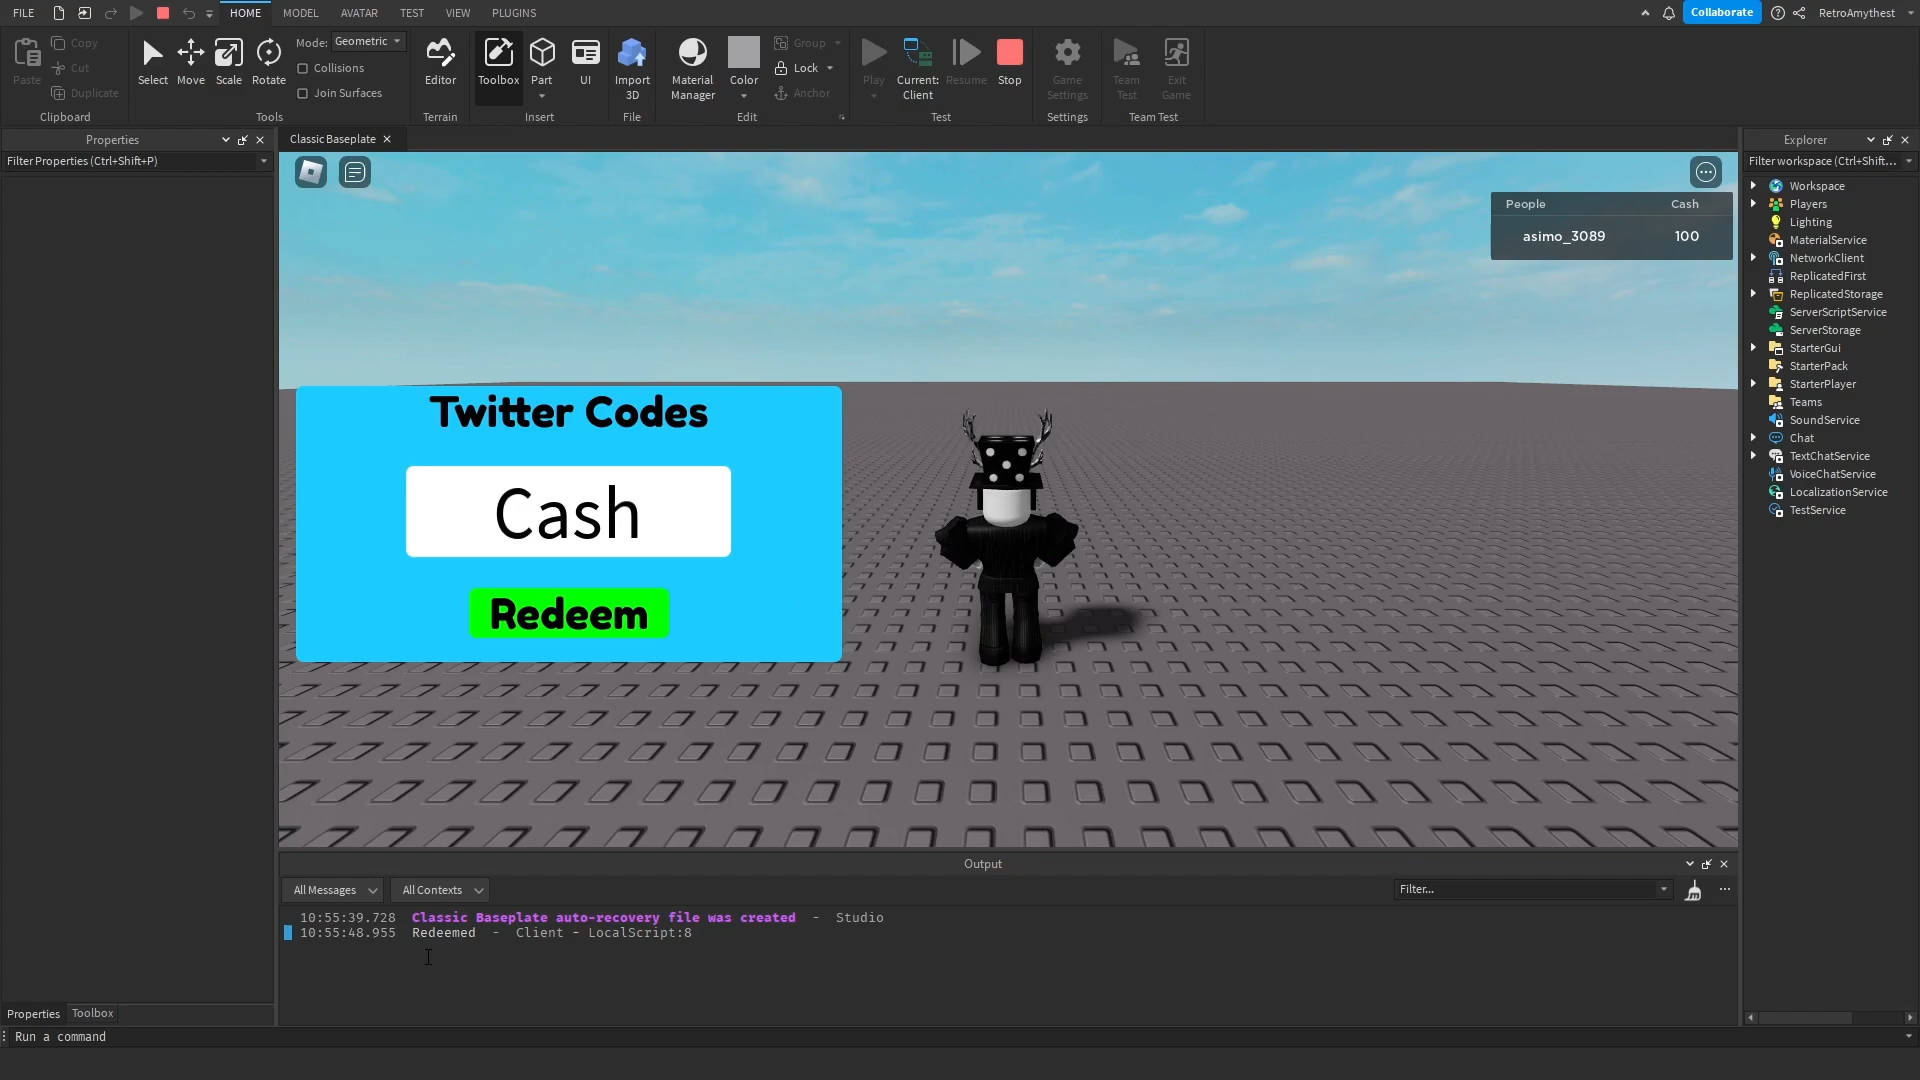 FILE HOME MODEL AVATAR TEST VIEW PLUGINS Collaborate RetroAmythest
Paste Copy Cut Duplicate
Clipboard
Select Move Scale Rotate
Mode: Geometric
Collisions
Join Surfaces
Tools
Editor
Terrain
Toolbox Part UI
Insert
Import
3D
File
Material
Manager
Color
Group
Lock
Anchor
Edit
Play
Current:
Client
Resume Stop
Test
Game
Settings
Settings
Team
Test
Exit
Game
Team Test
Properties
Filter Properties (Ctrl+Shift+P)
Properties Toolbox
Classic Baseplate
People Cash
asimo_3089 100
Twitter Codes
Cash
Redeem
Output
All Messages All Contexts Filter...
10:55:39.728 Classic Baseplate auto-recovery file was created - Studio
10:55:48.955 Redeemed - Client - LocalScript:8
Explorer
Filter workspace (Ctrl+Shift...
Workspace
Players
Lighting
MaterialService
NetworkClient
ReplicatedFirst
ReplicatedStorage
ServerScriptService
ServerStorage
StarterGui
StarterPack
StarterPlayer
Teams
SoundService
Chat
TextChatService
VoiceChatService
LocalizationService
TestService
Run a command